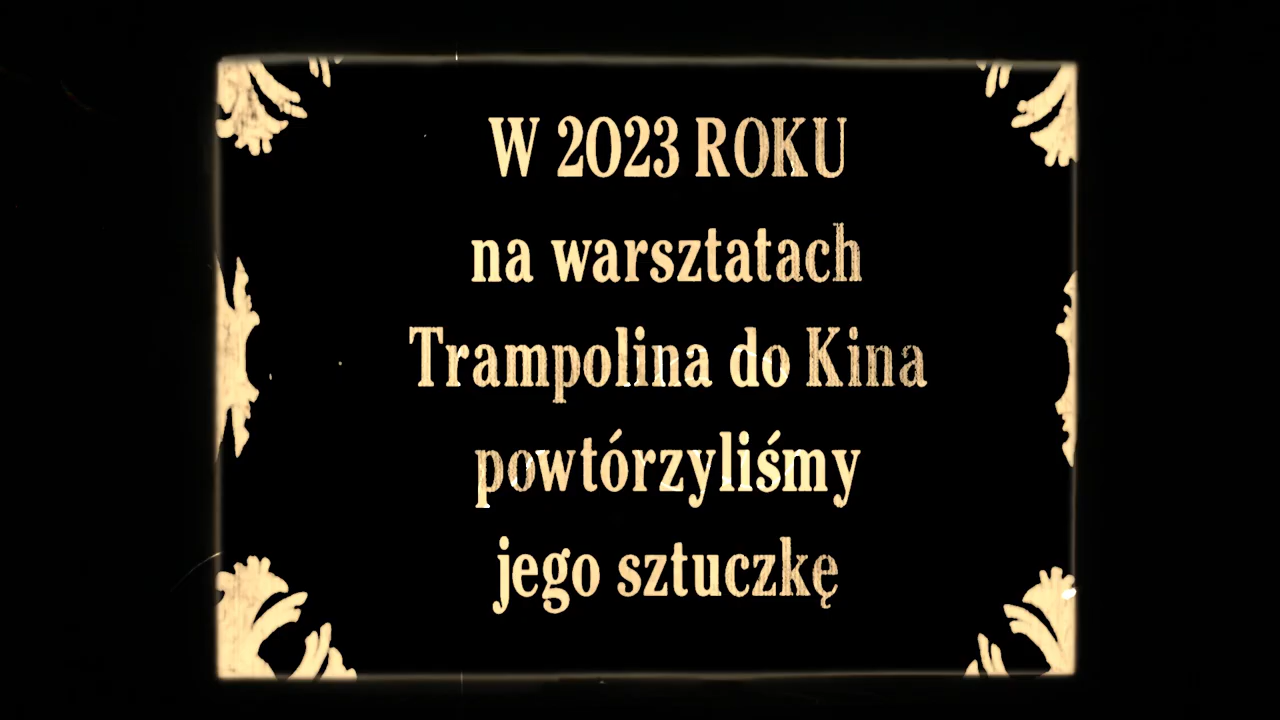 W 2023 ROKU
na warsztatach
Trampolina do Kina
powtórzyliśmy
jego sztuczkę